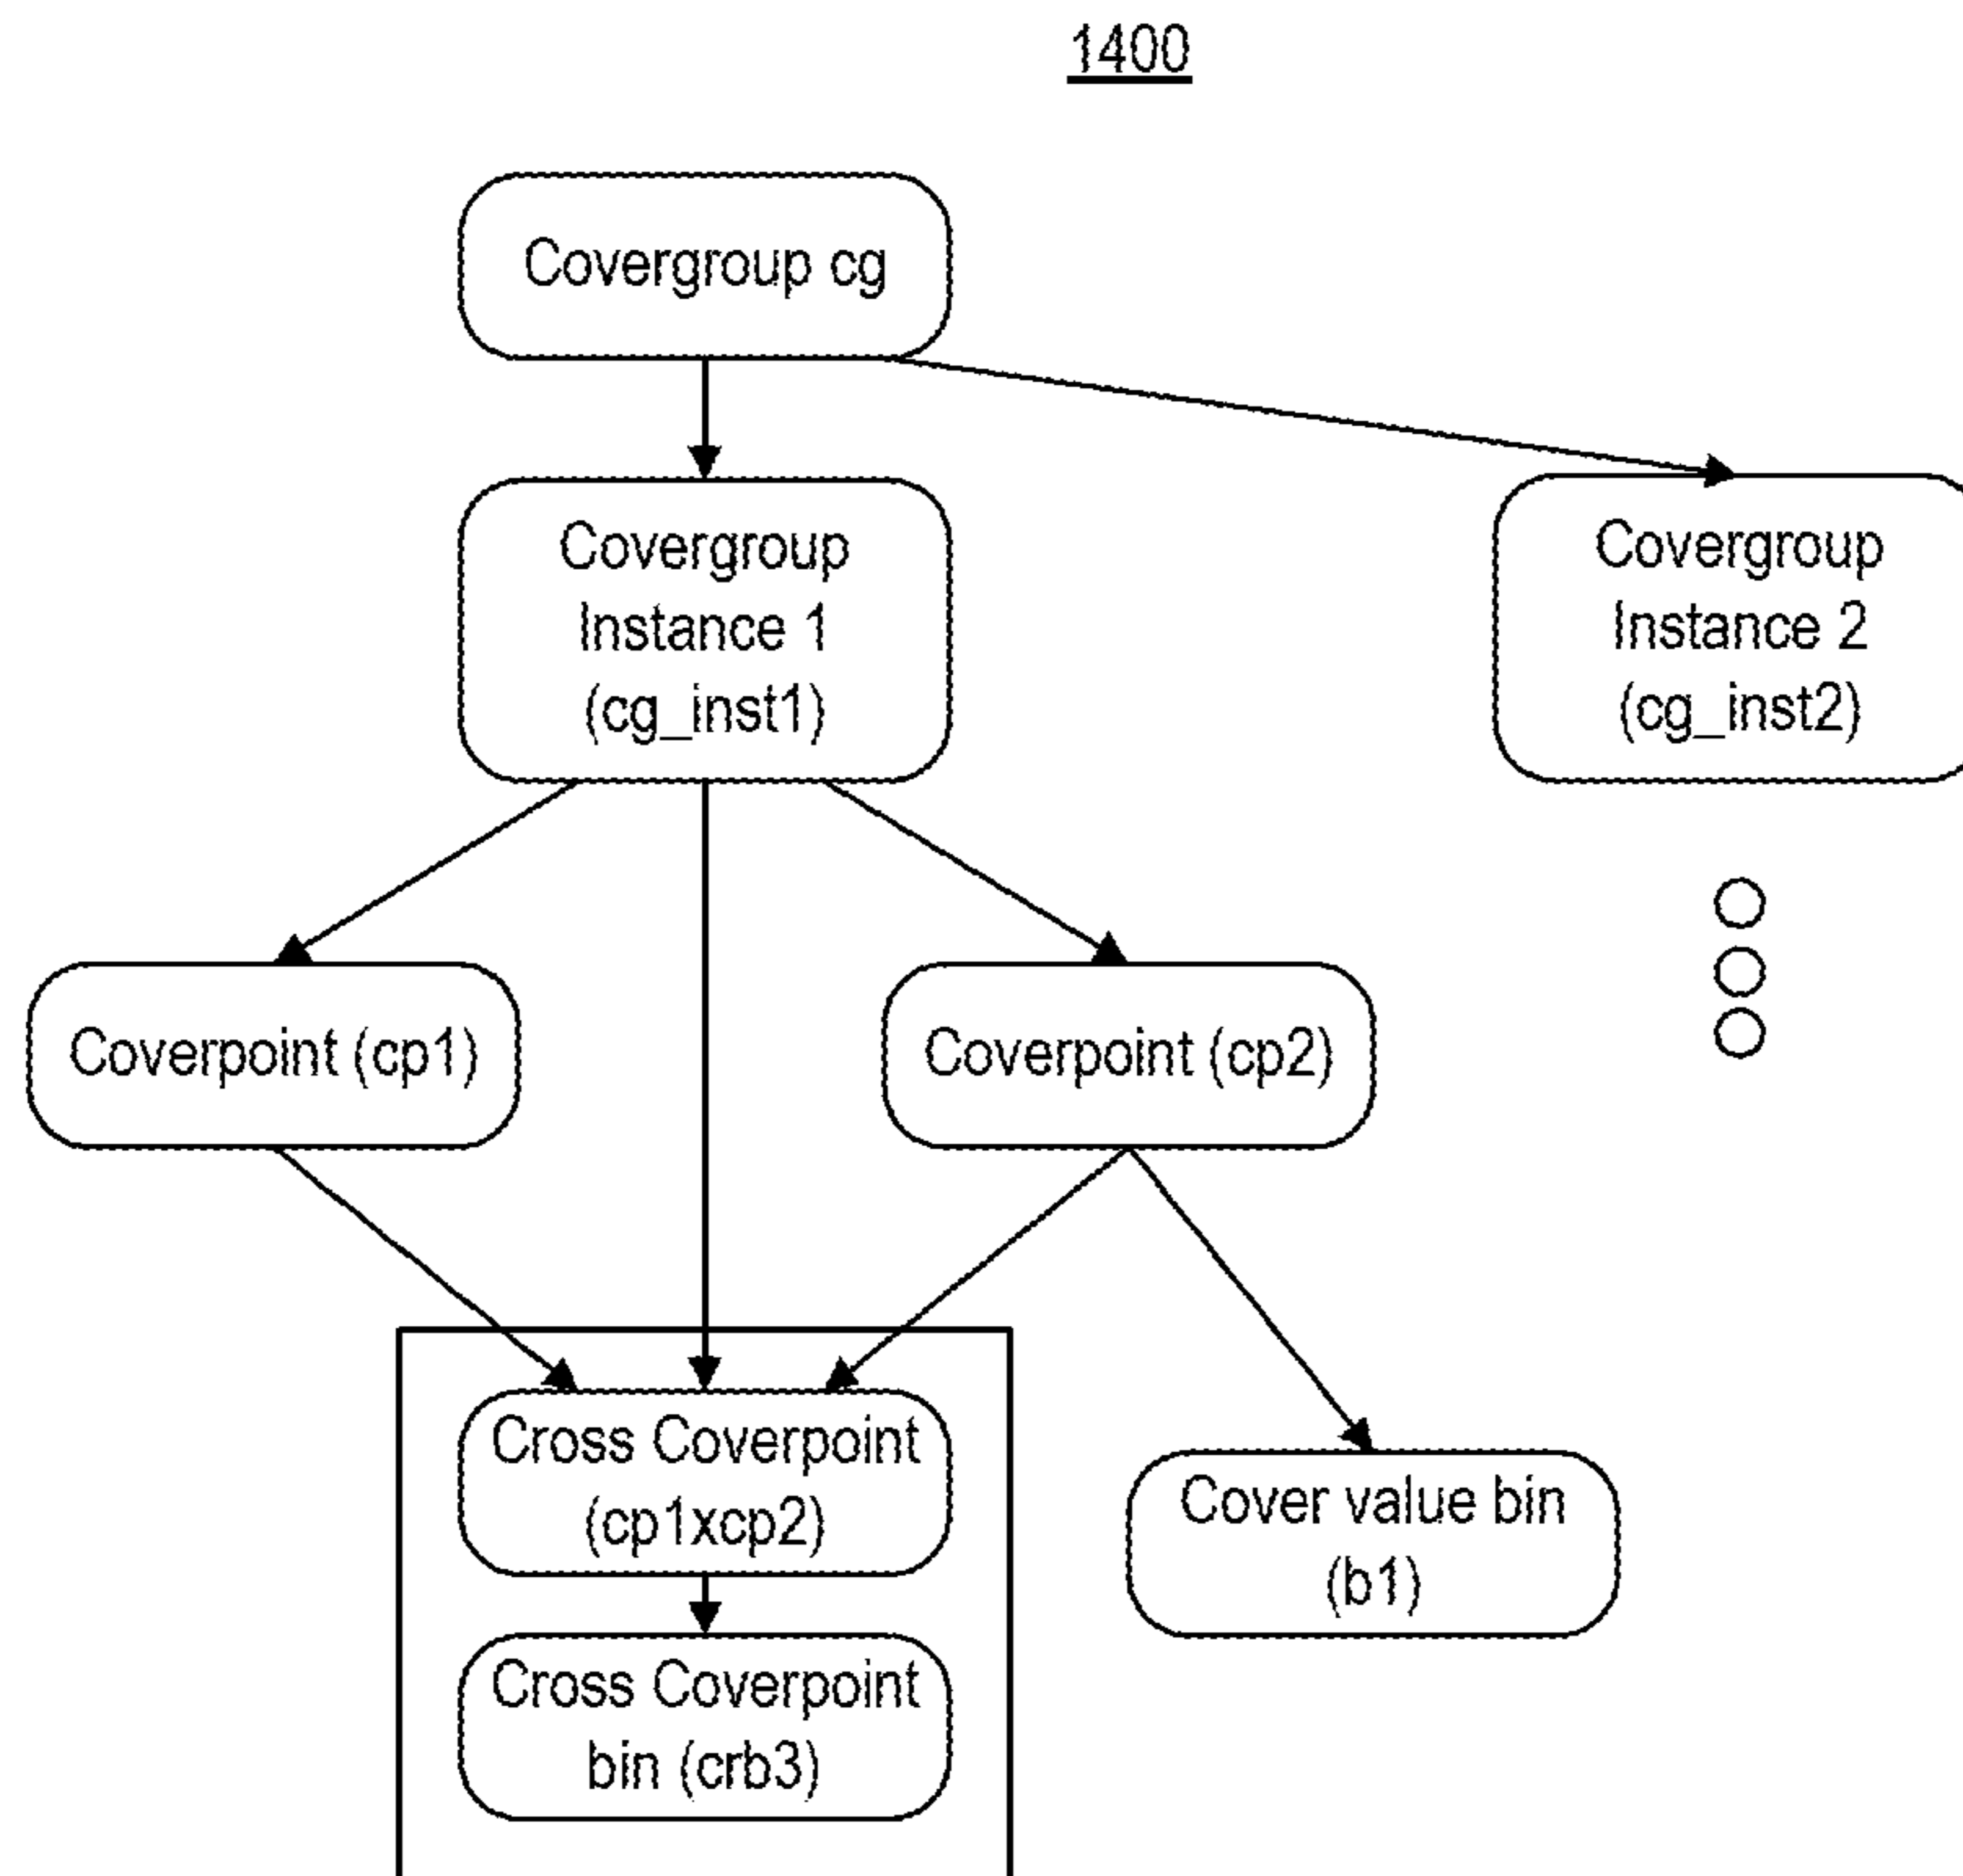 1400
Covergroup cg
Covergroup
Instance 1
(cg_inst1)
Covergroup
Instance 2
(cg_inst2)
Coverpoint (cp1)
Coverpoint (cp2)
Cross Coverpoint
(cp1xcp2)
Cover value bin
(b1)
Cross Coverpoint
bin (crb3)